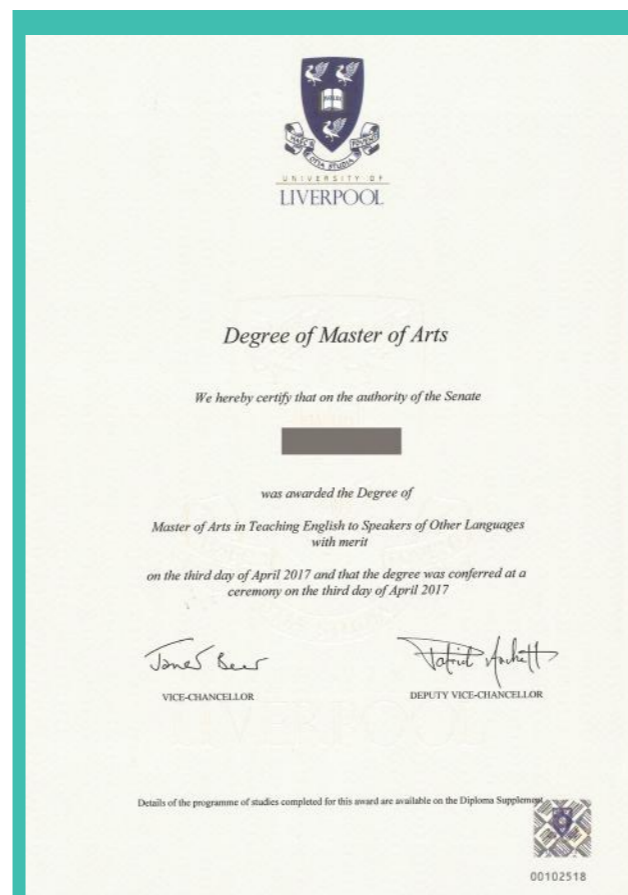 HAEC
OTIA STUDIA
FOVENT
UNIVERSITY OF
LIVERPOOL
Degree of Master of Arts
We hereby certify that on the authority of the Senate
was awarded the Degree of
Master of Arts in Teaching English to Speakers of Other Languages
with merit
on the third day of April 2017 and that the degree was conferred at a
ceremony on the third day of April 2017
VICE-CHANCELLOR
DEPUTY VICE-CHANCELLOR
Details of the programme of studies completed for this award are available on the Diploma Supplement
00102518